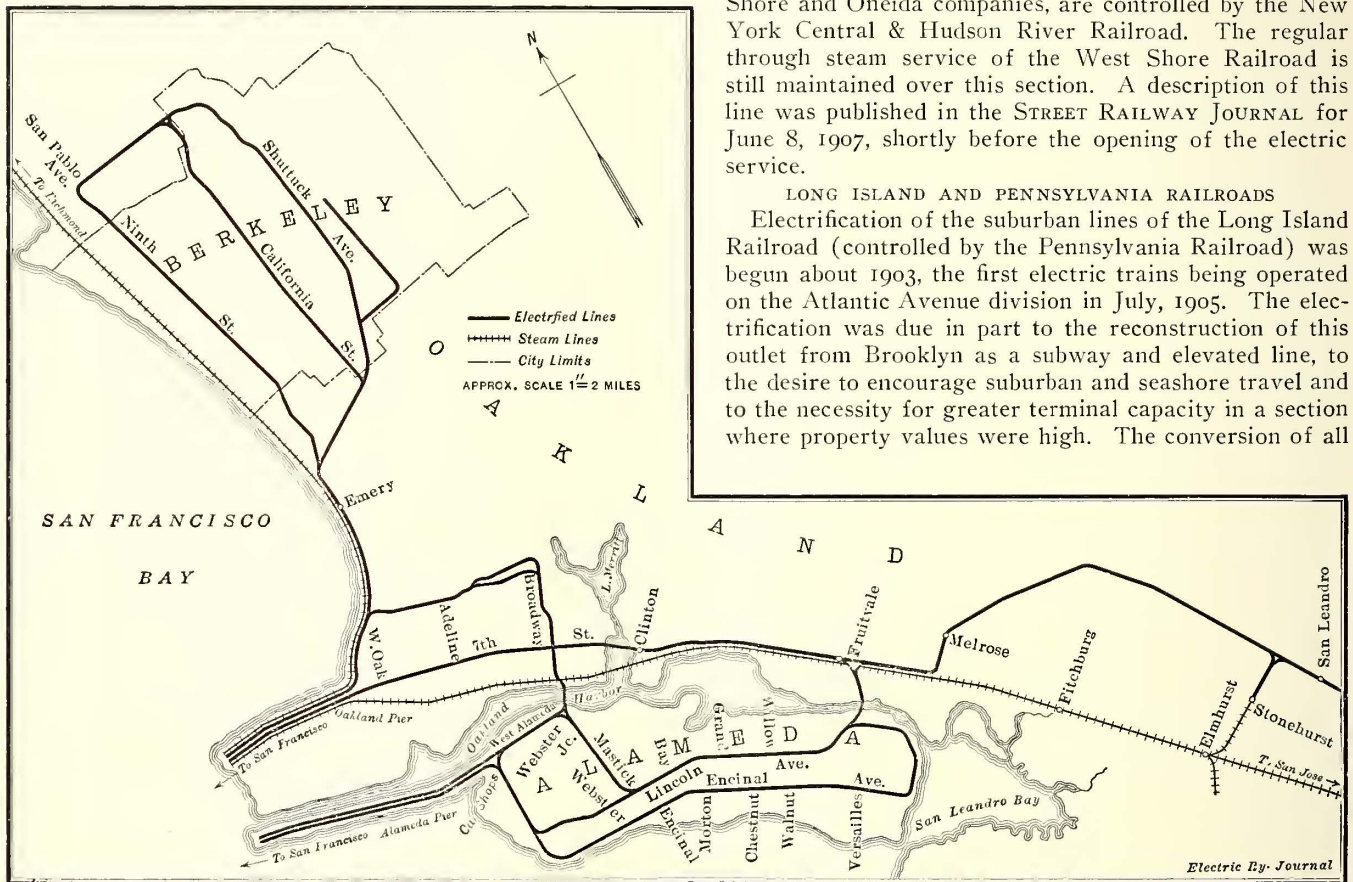 Shore and Oneida companies, are controlled by the New
York Central & Hudson River Railroad. The regular
through steam service of the West Shore Railroad is
still maintained over this section. A description of this
line was published in the STREET RAILWAY JOURNAL for
June 8, 1907, shortly before the opening of the electric
service.
LONG ISLAND AND PENNSYLVANIA RAILROADS
Electrification of the suburban lines of the Long Island
Railroad (controlled by the Pennsylvania Railroad) was
begun about 1903, the first electric trains being operated
on the Atlantic Avenue division in July, 1905. The elec-
trification was due in part to the reconstruction of this
outlet from Brooklyn as a subway and elevated line, to
the desire to encourage suburban and seashore travel and
to the necessity for greater terminal capacity in a section
where property values were high. The conversion of all
N
San Pablo
Ave.
To Richmond
Shuttuck
Ave.
BERKELEY
Ninth
St.
California
St.
Electrfied Lines
Steam Lines
City Limits
APPROX. SCALE 1"=2 MILES
OAKLAND
Emery
SAN FRANCISCO
BAY
L. Merritt
W. Oak
Adeline
Broadway
7th
St.
Clinton
Fruitvale
Melrose
Fitchburg
Elmhurst
Stonehurst
San Leandro
T. San Jose
Oakland Pier
To San Francisco
Oakland
Harbor
West Alameda
Webster
Jc.
Mastick
Webster
Bay
Grand
Willow
ALAMEDA
Lincoln
Ave.
Encinal
Ave.
Encinal
Morton
Chestnut
Walnut
Versailles
San Leandro Bay
Shops
Alameda Pier
To San Francisco
Electric Ry. Journal